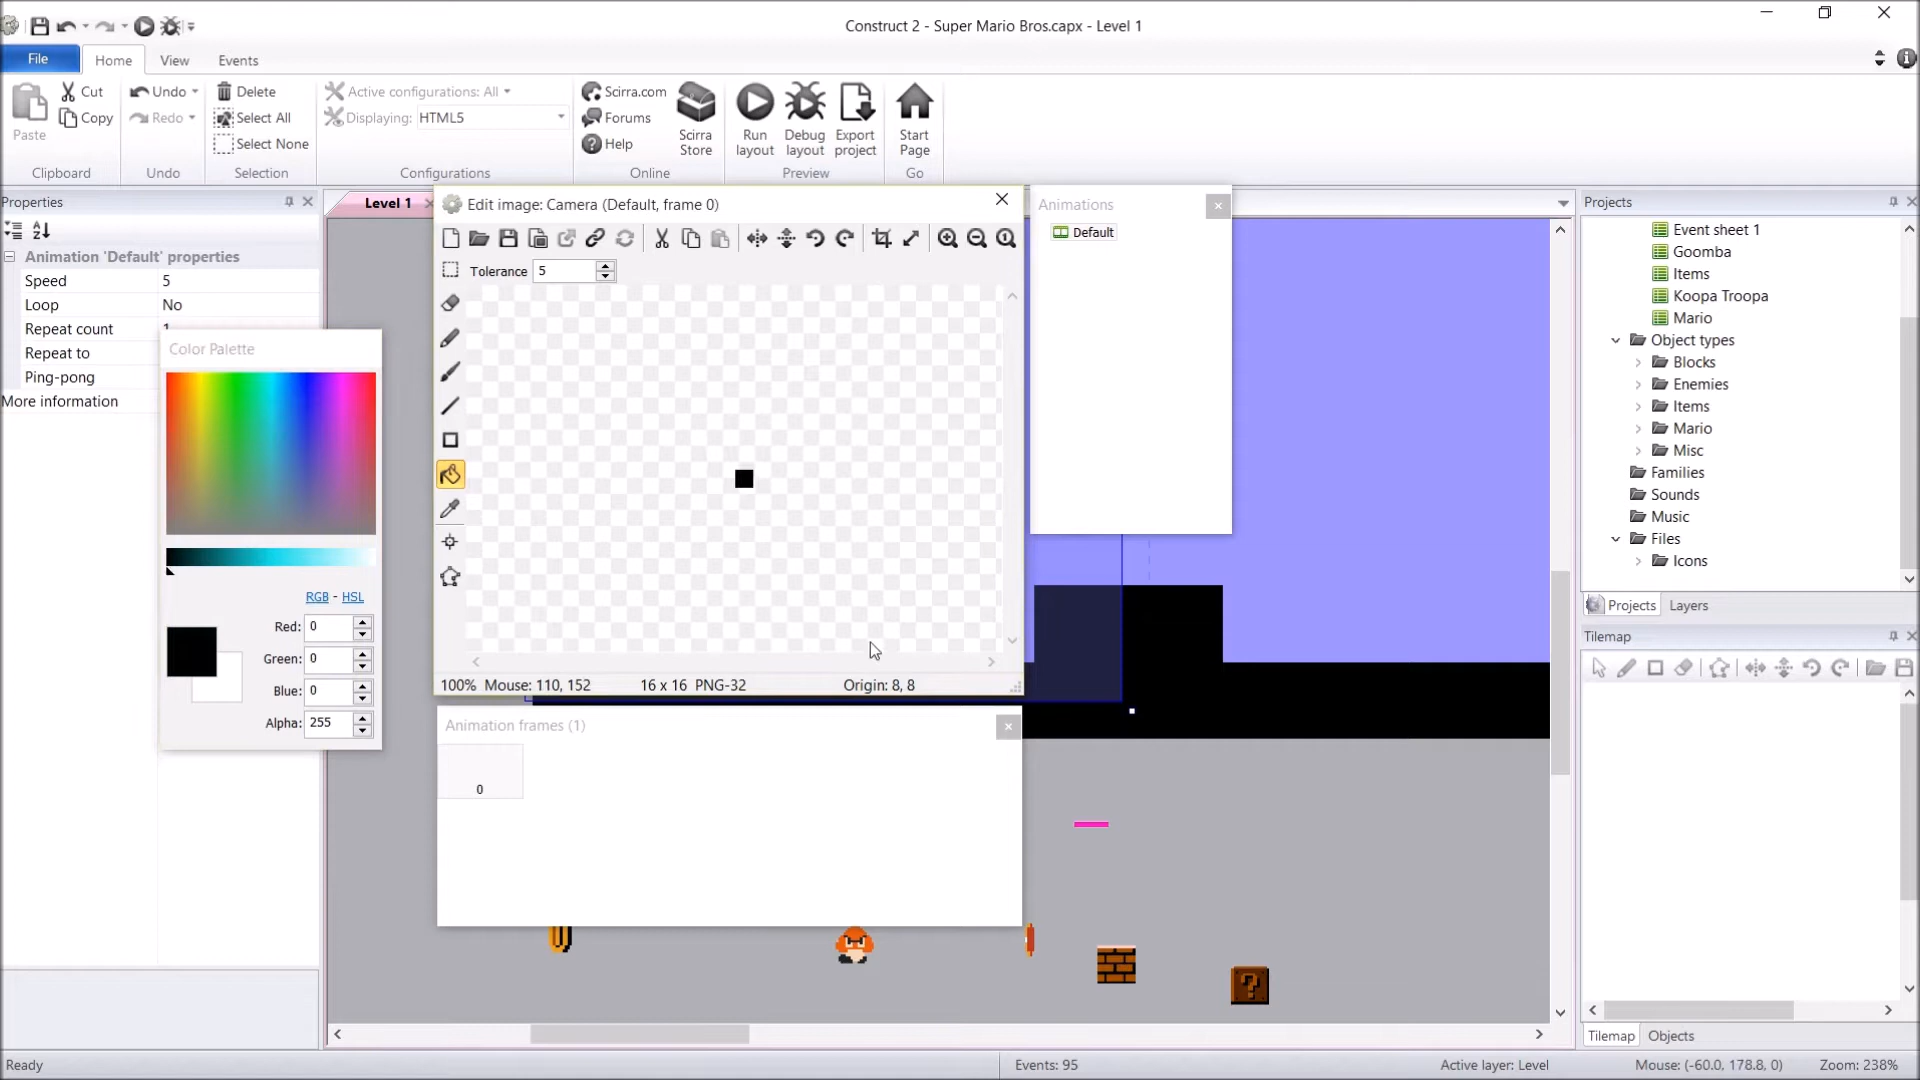 Construct 2 - Super Mario Bros.capx - Level 1
File
Home
View
Events
Paste
Cut
Copy
Clipboard
Undo
Redo
Undo
Delete
Select All
Select None
Selection
Active configurations: All
Displaying: HTML5
Configurations
Scirra.com
Forums
Help
Scirra
Store
Online
Run
layout
Debug
layout
Export
project
Preview
Start
Page
Go
Properties
Animation 'Default' properties
Speed 5
Loop No
Repeat count
Repeat to
Ping-pong
More information
Color Palette
RGB - HSL
Red: 0
Green: 0
Blue: 0
Alpha: 255
Level 1
Edit image: Camera (Default, frame 0)
Tolerance 5
100% Mouse: 110, 152 16 x 16 PNG-32 Origin: 8, 8
Animation frames (1)
0
Animations
Default
Projects
Event sheet 1
Goomba
Items
Koopa Troopa
Mario
Object types
Blocks
Enemies
Items
Mario
Misc
Families
Sounds
Music
Files
Icons
Projects Layers
Tilemap
Tilemap Objects
Ready Events: 95 Active layer: Level Mouse: (-60.0, 178.8, 0) Zoom: 238%